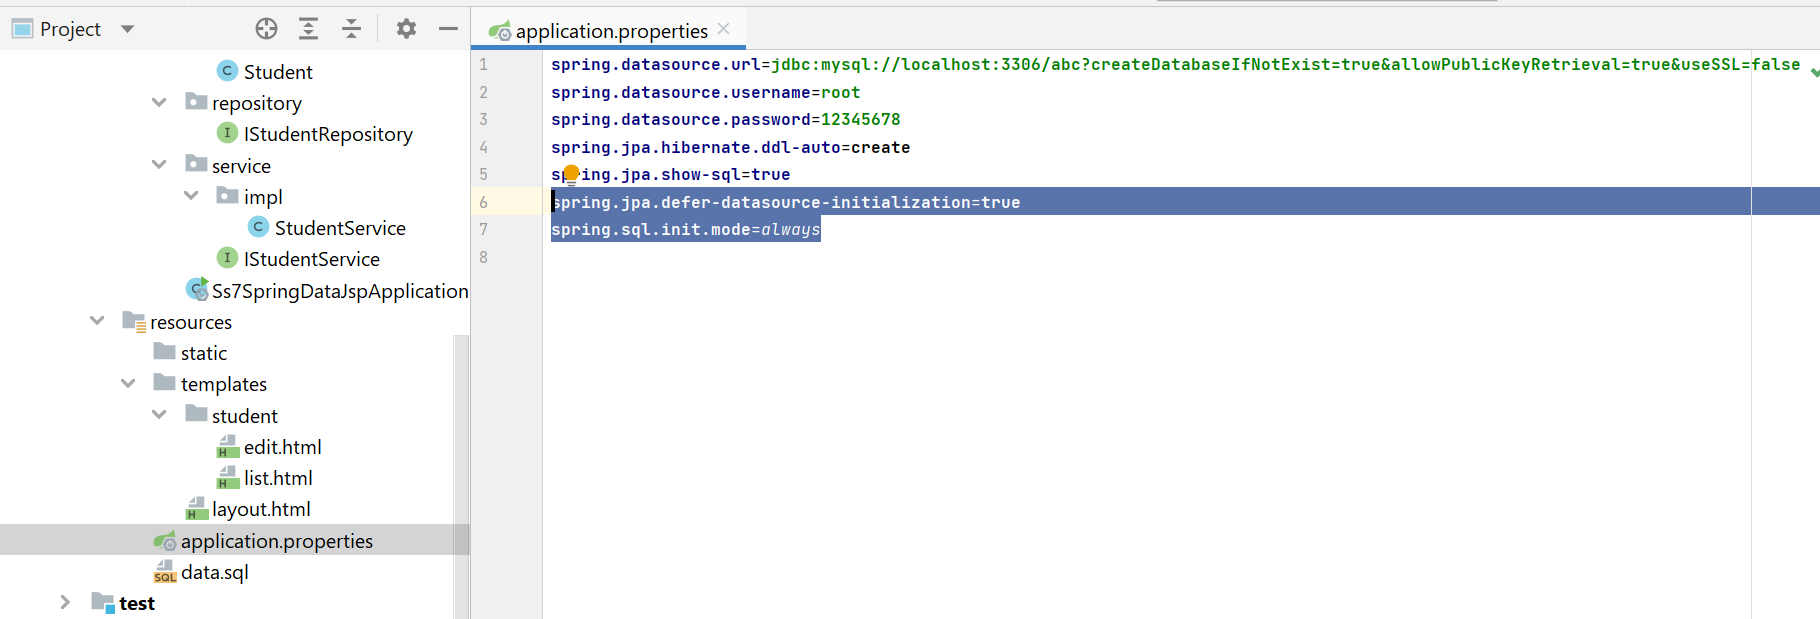 Project
Student
repository
IStudentRepository
service
impl
StudentService
IStudentService
Ss7SpringDataJspApplication
resources
static
templates
student
edit.html
list.html
layout.html
application.properties
data.sql
test
application.properties
1 spring.datasource.url=jdbc:mysql://localhost:3306/abc?createDatabaseIfNotExist=true&allowPublicKeyRetrieval=true&useSSL=false
2 spring.datasource.username=root
3 spring.datasource.password=12345678
4 spring.jpa.hibernate.ddl-auto=create
5 spring.jpa.show-sql=true
6 spring.jpa.defer-datasource-initialization=true
7 spring.sql.init.mode=always
8